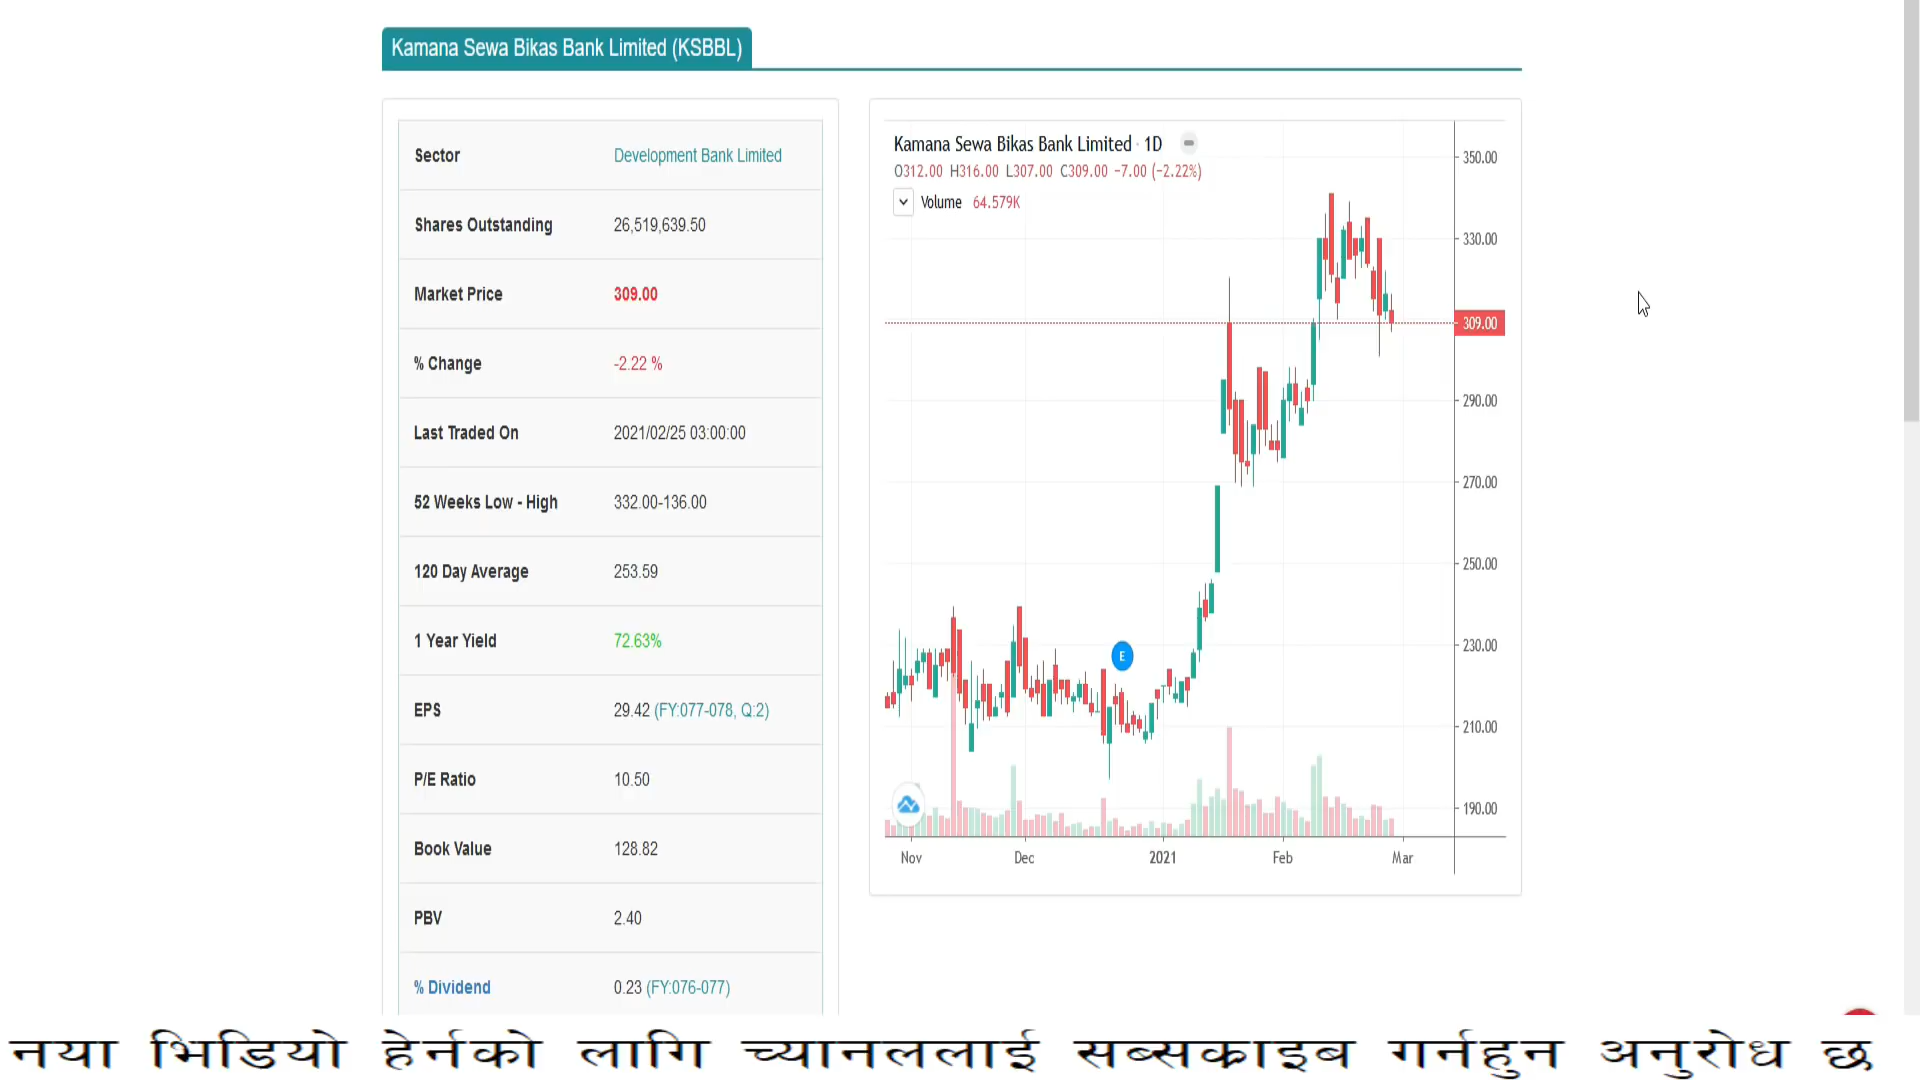 Kamana Sewa Bikas Bank Limited (KSBBL)
Sector Development Bank Limited
Shares Outstanding 26,519,639.50
Market Price 309.00
% Change -2.22 %
Last Traded On 2021/02/25 03:00:00
52 Weeks Low - High 332.00-136.00
120 Day Average 253.59
1 Year Yield 72.63%
EPS 29.42 (FY:077-078, Q:2)
P/E Ratio 10.50
Book Value 128.82
PBV 2.40
% Dividend 0.23 (FY:076-077)
Kamana Sewa Bikas Bank Limited · 1D
O312.00 H316.00 L307.00 C309.00 −7.00 (−2.22%)
Volume 64.579K
350.00
330.00
309.00
290.00
270.00
250.00
230.00
210.00
190.00
E
Nov Dec 2021 Feb Mar
नया भिडियो हेर्नको लागि च्यानललाई सब्सक्राइब गर्नहुन अनुरोध छ